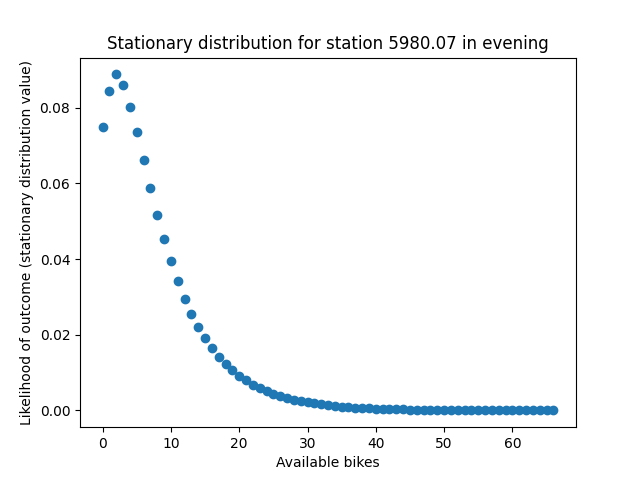 Stationary distribution for station 5980.07 in evening
Likelihood of outcome (stationary distribution value)
0.08
0.06
0.04
0.02
0.00
0 10 20 30 40 50 60
Available bikes